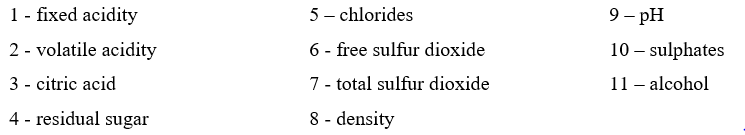 1 - fixed acidity
2 - volatile acidity
3 - citric acid
4 - residual sugar
5 – chlorides
6 - free sulfur dioxide
7 - total sulfur dioxide
8 - density
9 – pH
10 – sulphates
11 – alcohol